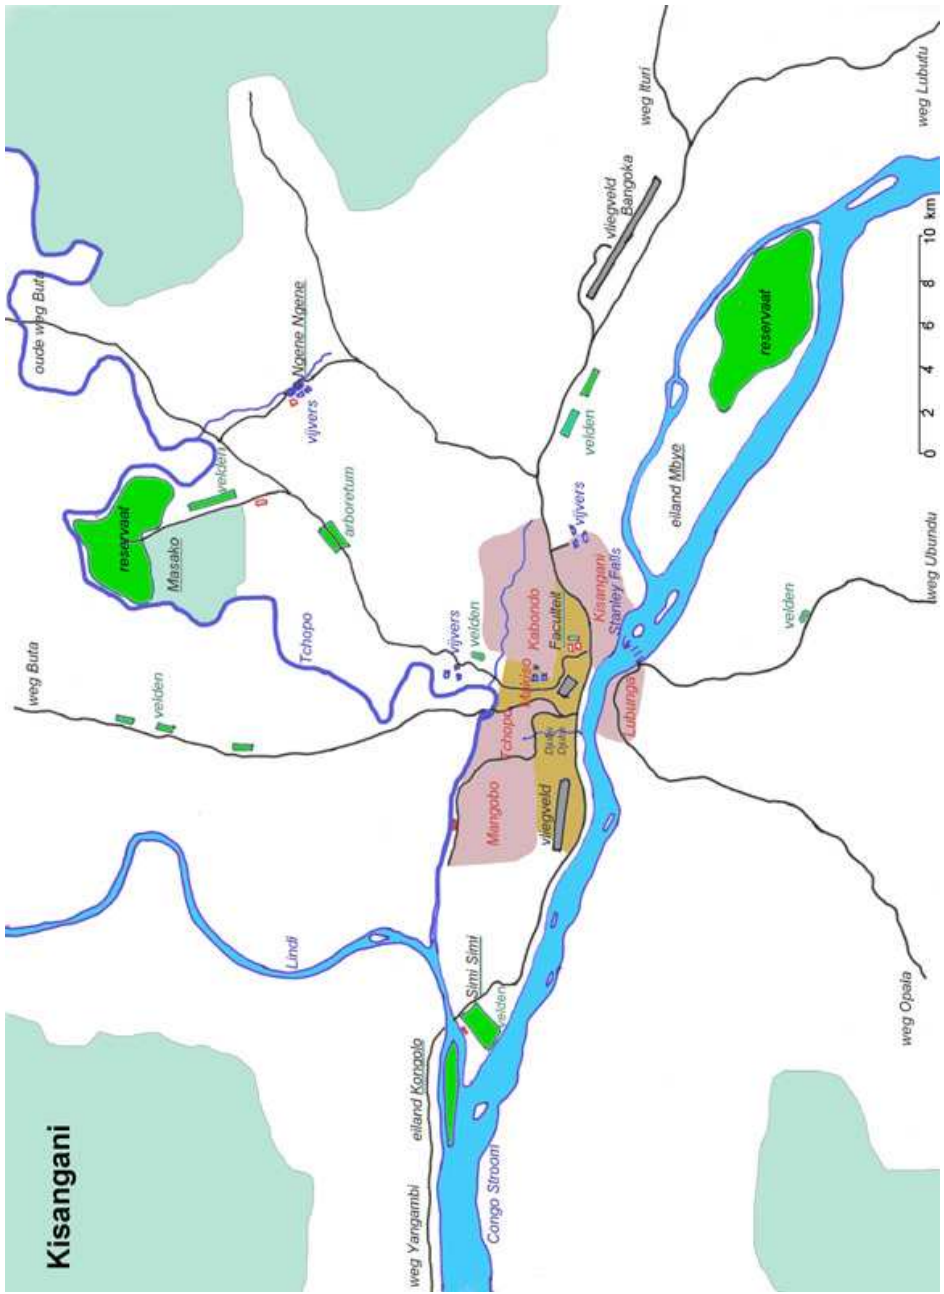 Kisangani
weg Yangambi
eiland Kongolo
Congo Stroom
Lindi
Simi Simi
velden
weg Opala
weg Buta
velden
Tchopo
Masako
reservaat
velden
arboretum
oude weg Buta
Ngene Ngene
vijvers
vijvers
velden
Mangobo
Tchopo
Makiso
Kabondo
Faculteit
Kisangani
Stanley Falls
Djubu
Djubu
vliegveld
Lubunga
vijvers
velden
vliegveld
Bangoka
weg Ituri
weg Lubutu
eiland Mbye
reservaat
velden
weg Ubundu
0 2 4 6 8 10 km